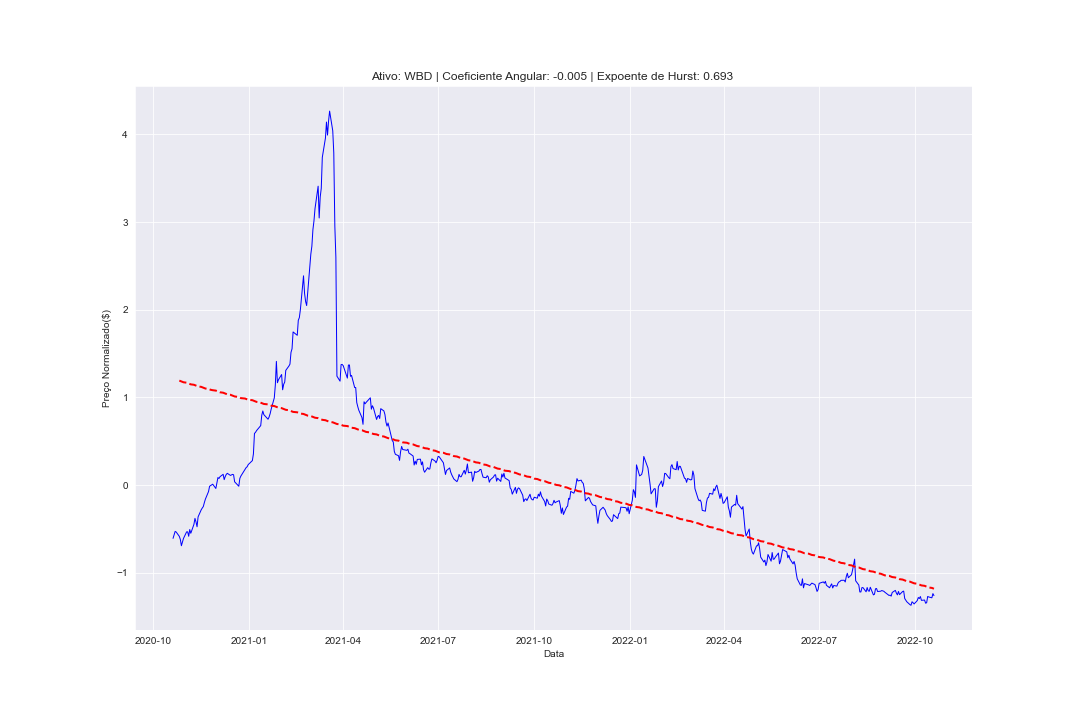 Ativo: WBD | Coeficiente Angular: -0.005 | Expoente de Hurst: 0.693
4
3
2
1
0
−1
Preço Normalizado($)
2020-10 2021-01 2021-04 2021-07 2021-10 2022-01 2022-04 2022-07 2022-10
Data